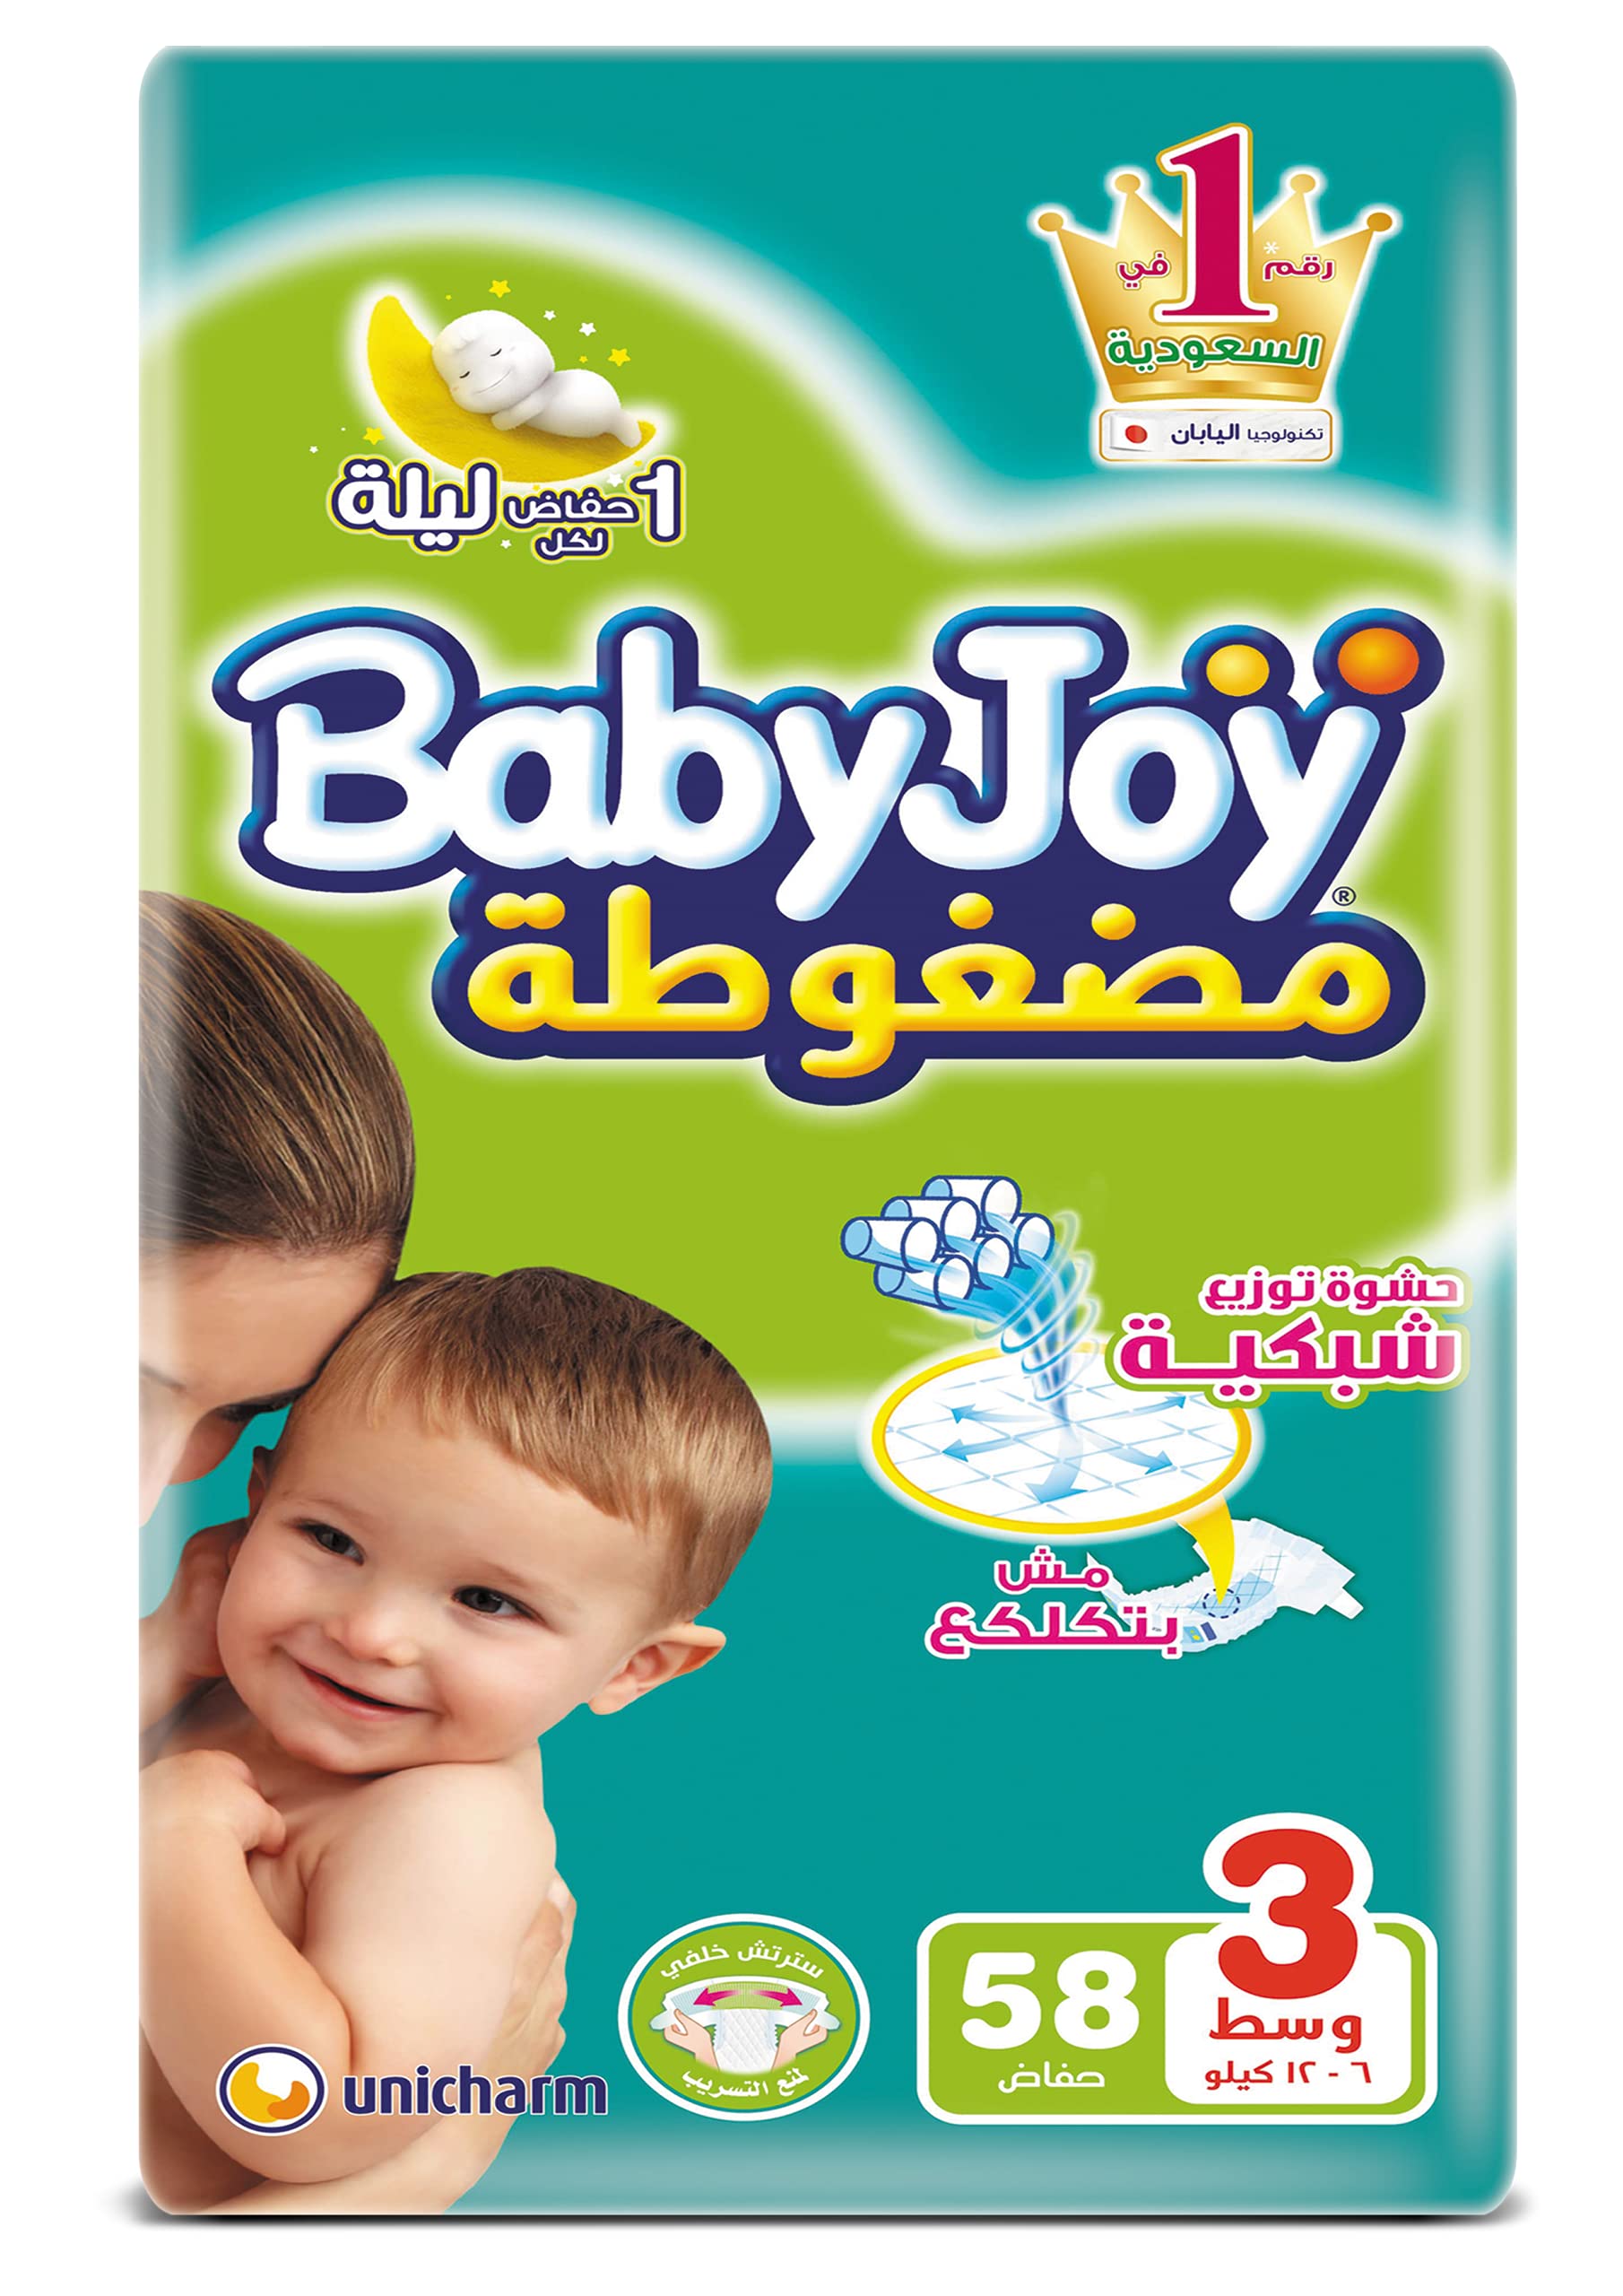 رقم* 1 في
السعودية
تكنولوجيا اليابان
1 حفاض لكل ليلة
BabyJoy
®
مضغوطة
حشوة توزيع
شبكية
مش
بتكلكع
3
وسط
٦ - ١٢ كيلو
58
حفاض
سترتش خلفي
لمنع التسريب
unicharm